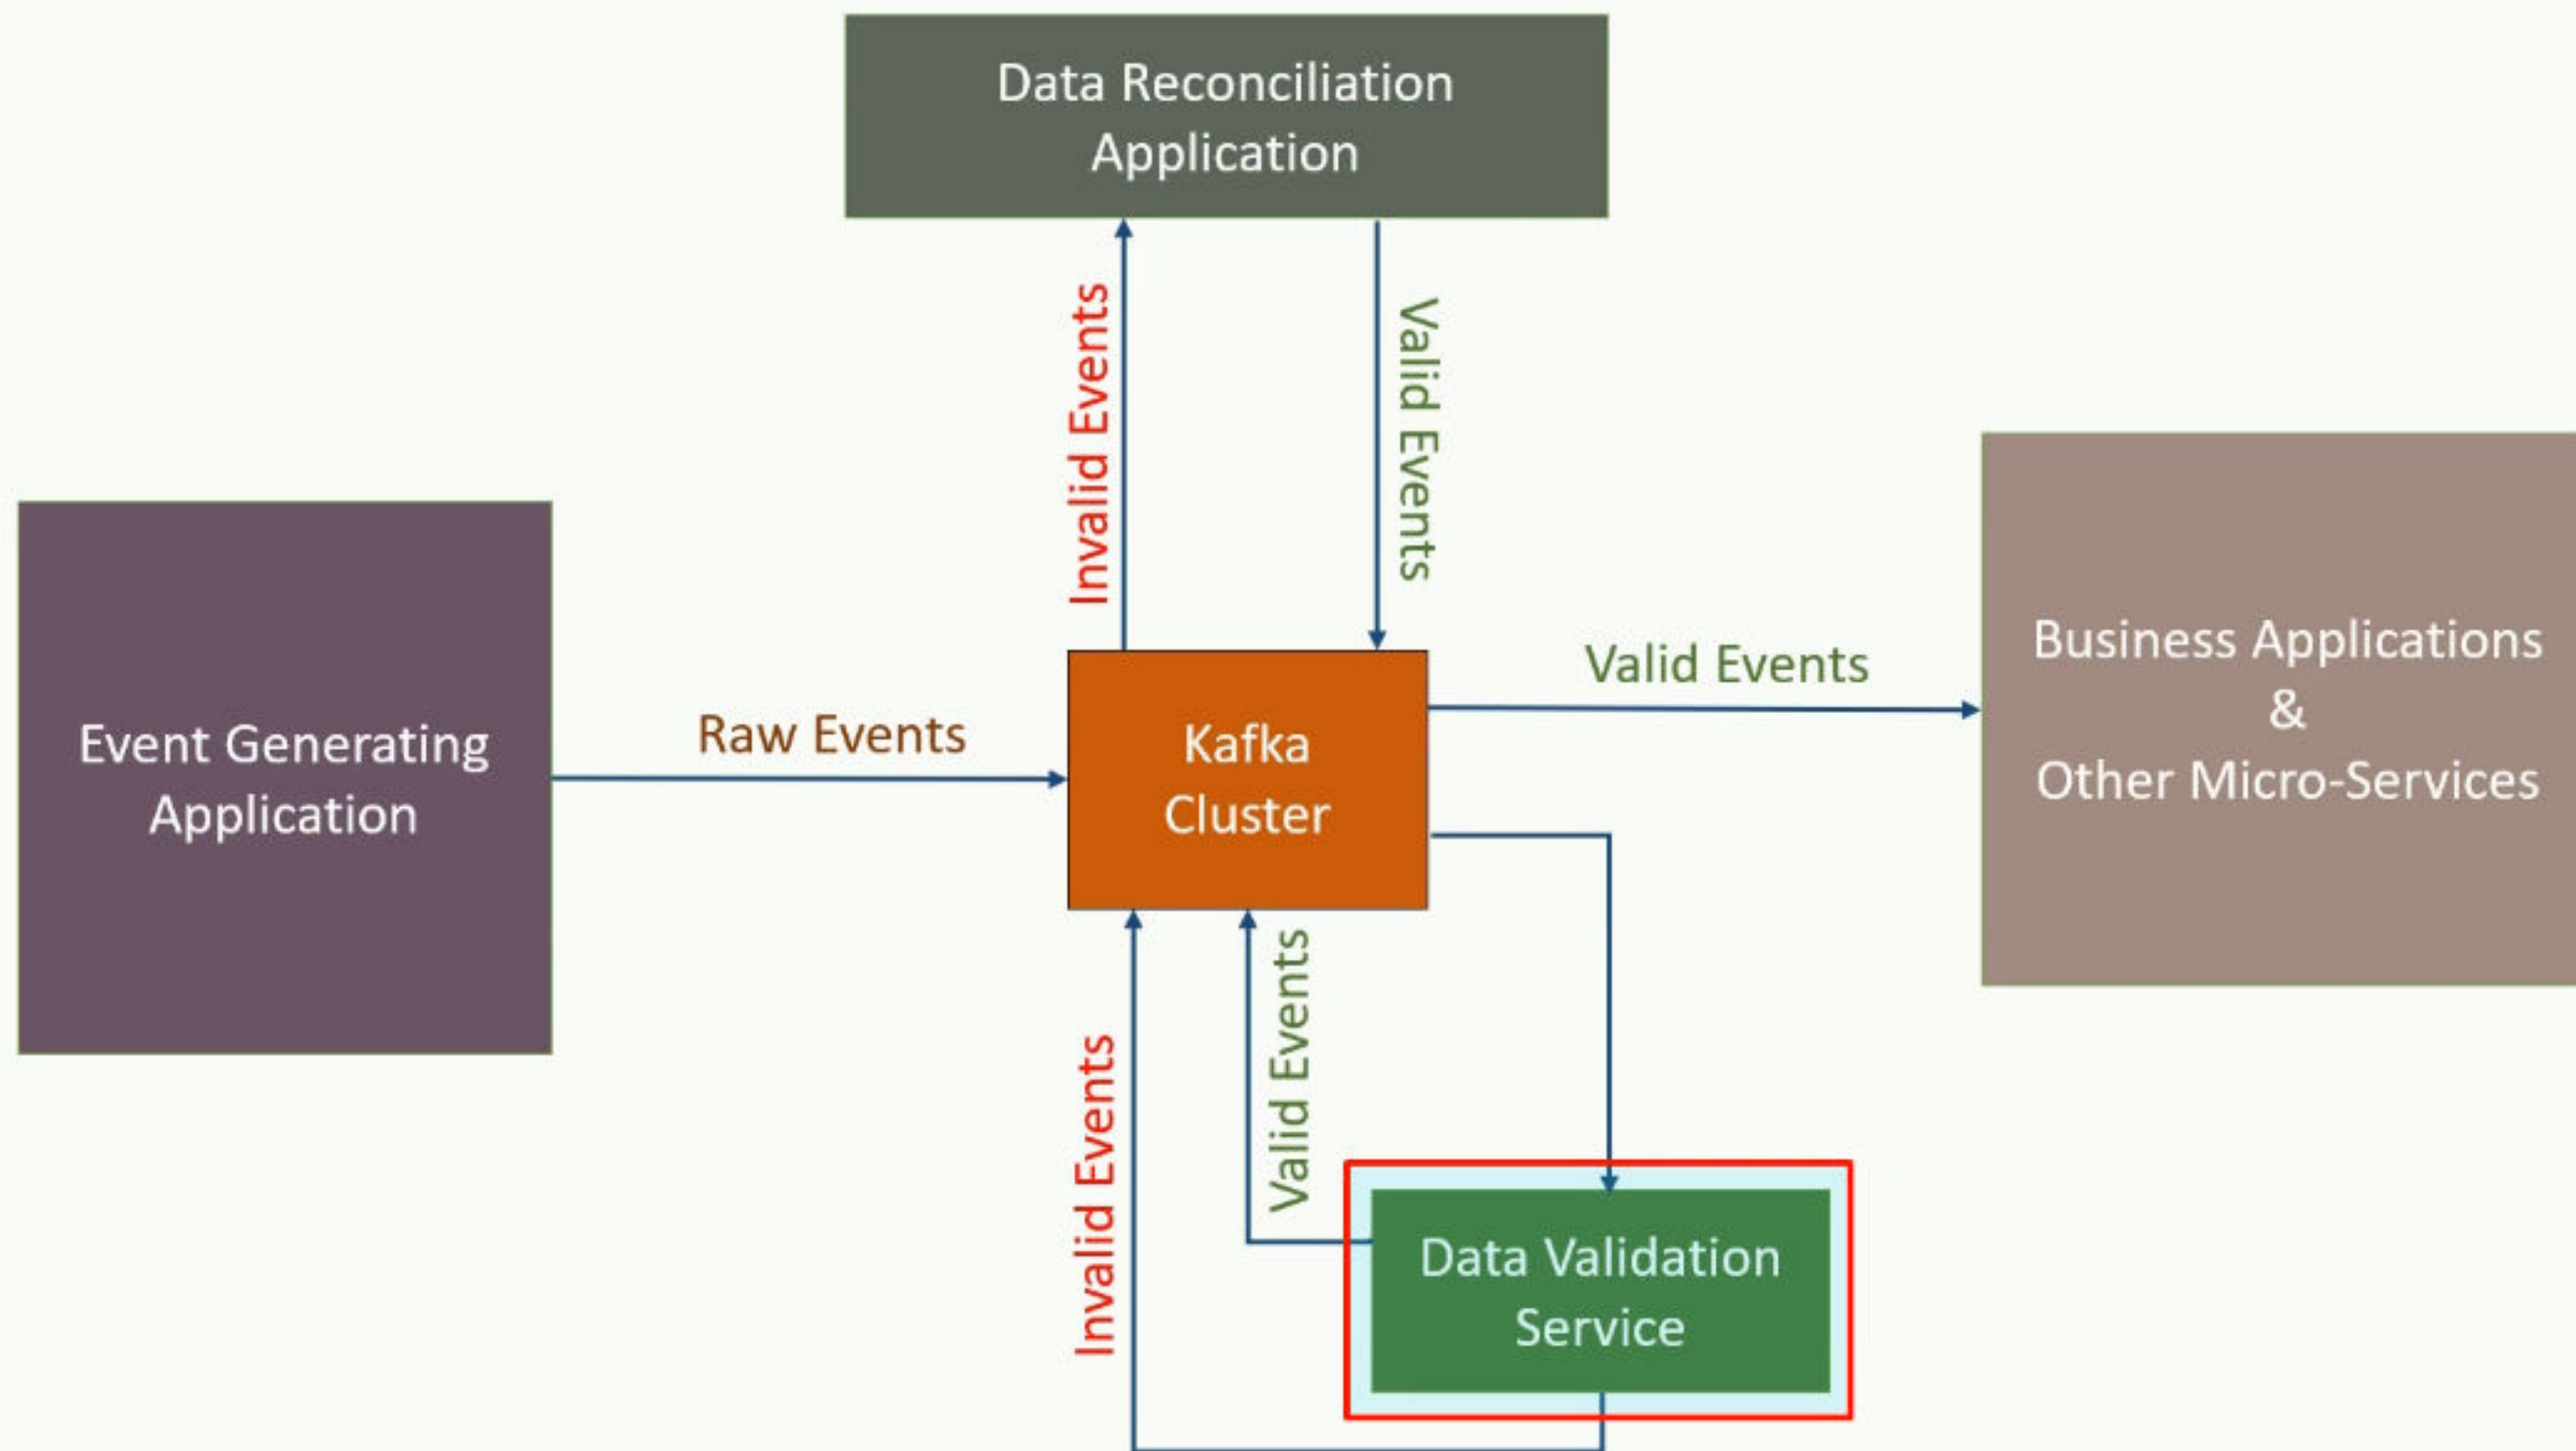 Data Reconciliation
Application
Invalid Events
Valid Events
Event Generating
Application
Raw Events
Kafka
Cluster
Valid Events
Business Applications
&
Other Micro-Services
Invalid Events
Valid Events
Data Validation
Service